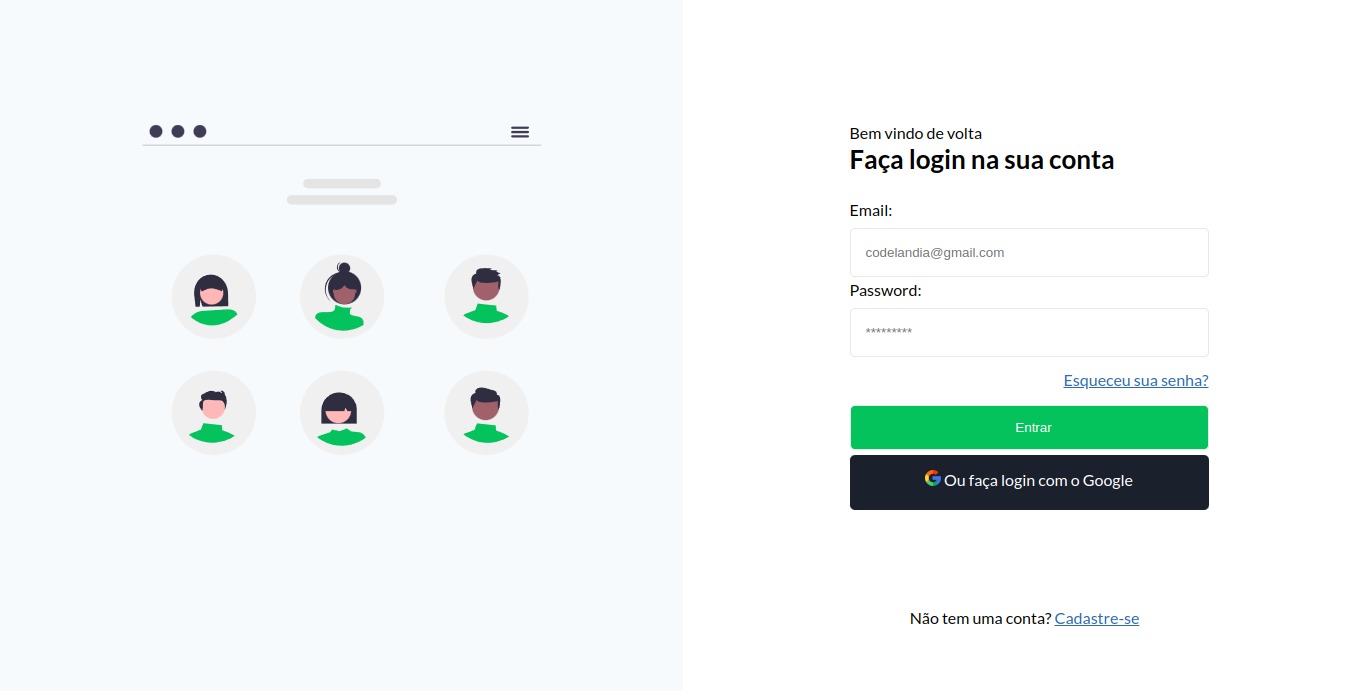 Bem vindo de volta
Faça login na sua conta
Email:
codelandia@gmail.com
Password:
*********
Esqueceu sua senha?
Entrar
Ou faça login com o Google
Não tem uma conta? Cadastre-se